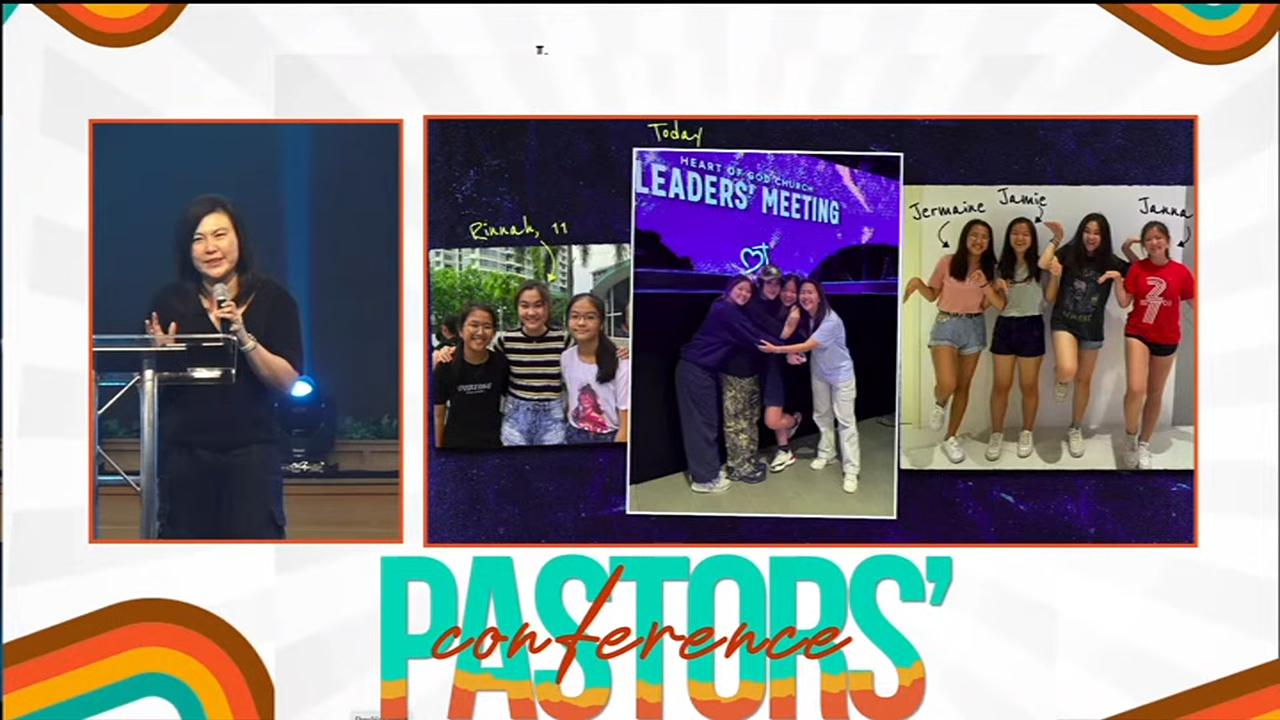 Today
HEART OF GOD CHURCH
LEADERS' MEETING
Rinnah, 11
Jermaine
Jamie
Janna
PASTORS'
conference